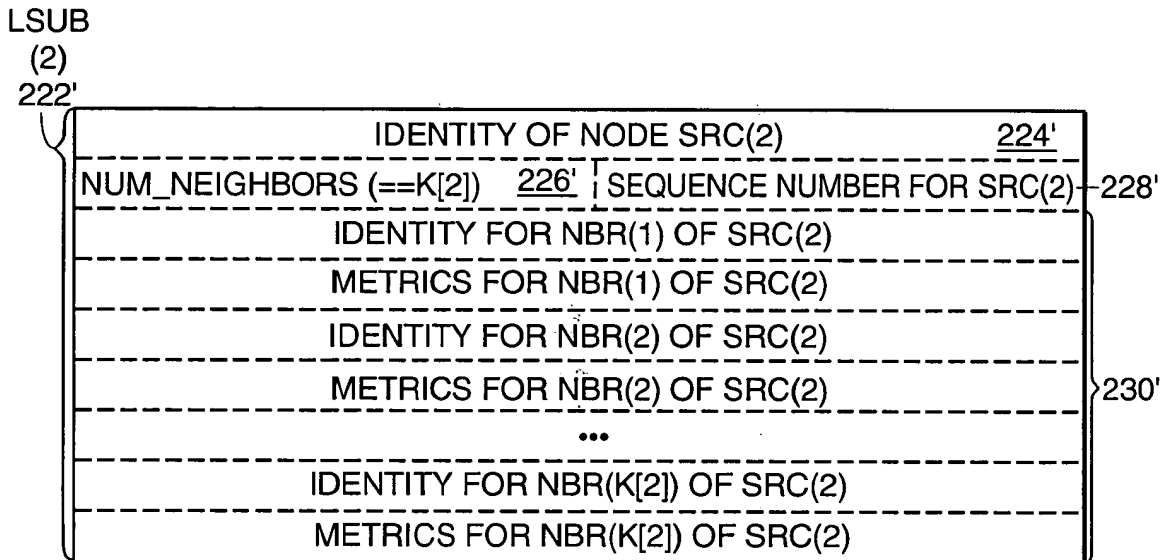 LSUB
(2)
222'
IDENTITY OF NODE SRC(2) 224'
NUM_NEIGHBORS (==K[2]) 226' SEQUENCE NUMBER FOR SRC(2) 228'
IDENTITY FOR NBR(1) OF SRC(2)
METRICS FOR NBR(1) OF SRC(2)
IDENTITY FOR NBR(2) OF SRC(2)
METRICS FOR NBR(2) OF SRC(2)
230'
•••
IDENTITY FOR NBR(K[2]) OF SRC(2)
METRICS FOR NBR(K[2]) OF SRC(2)